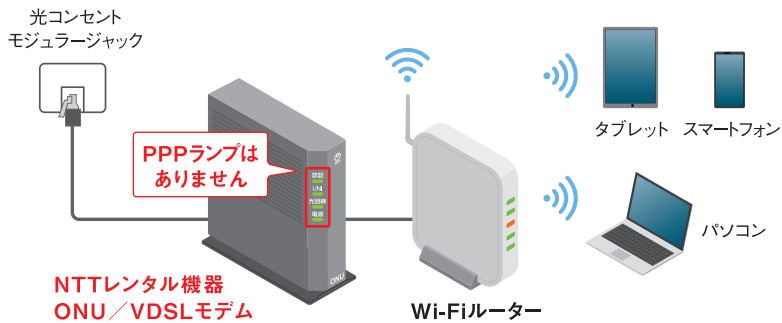 光コンセント
モジュラージャック
PPPランプは
ありません
認証
UNI
光回線
電源
ONU
タブレット
スマートフォン
パソコン
NTTレンタル機器
ONU／VDSLモデム
Wi-Fiルーター